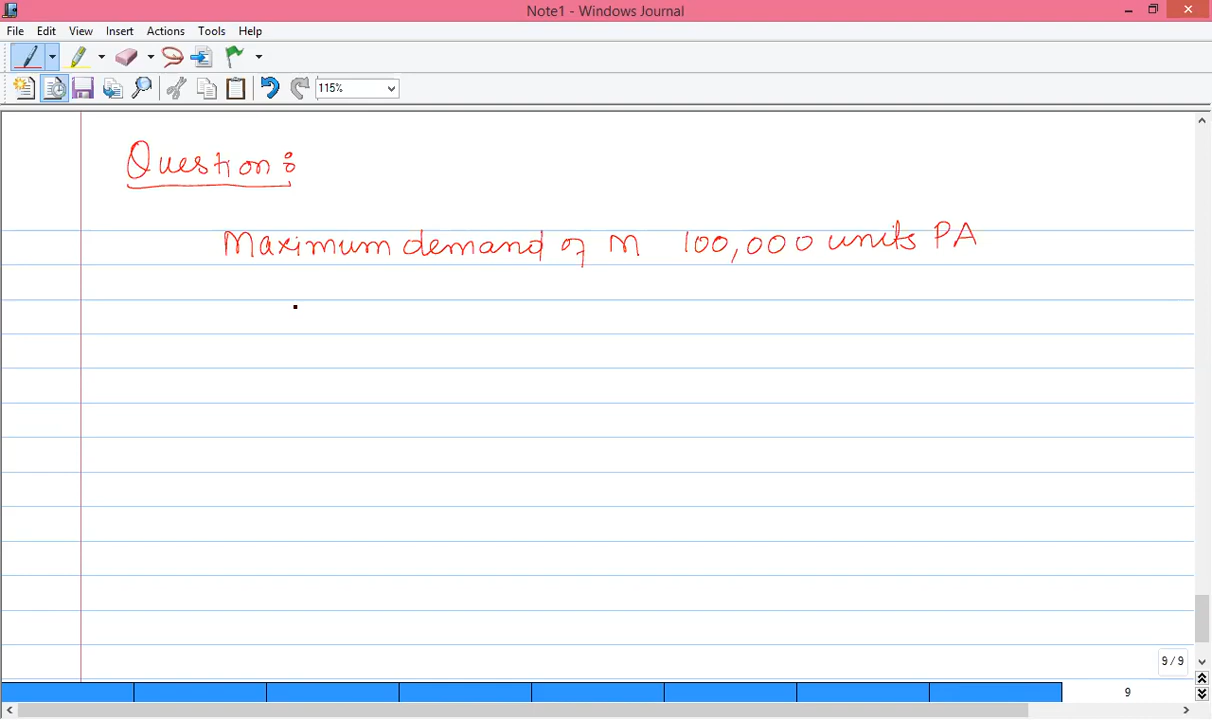 Note1 - Windows Journal
File Edit View Insert Actions Tools Help
115%
Question :
Maximum demand of M 100,000 units PA
9 / 9
9